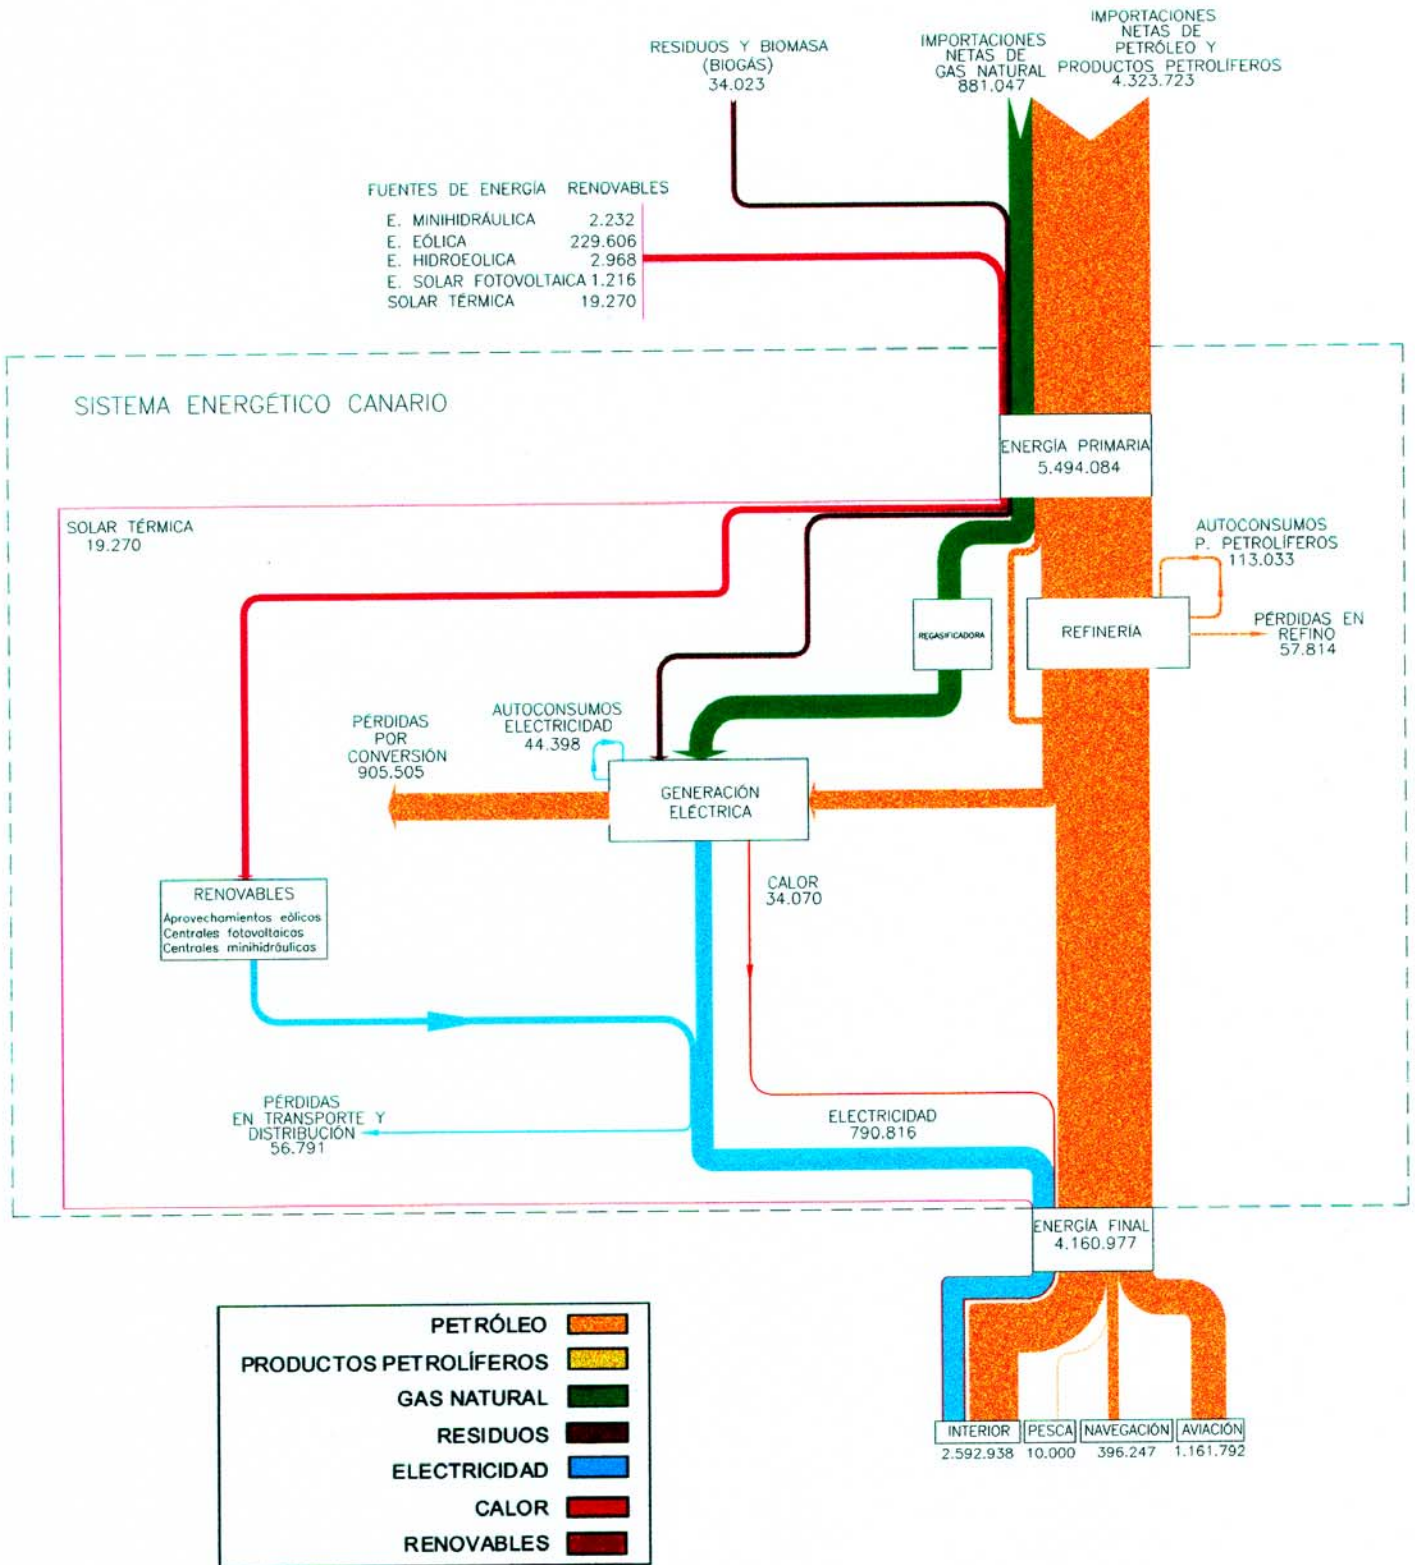 RESIDUOS Y BIOMASA
(BIOGÁS)
34.023
IMPORTACIONES
NETAS DE
GAS NATURAL
881.047
IMPORTACIONES
NETAS DE
PETRÓLEO Y
PRODUCTOS PETROLÍFEROS
4.323.723
FUENTES DE ENERGÍA RENOVABLES
E. MINIHIDRÁULICA 2.232
E. EÓLICA 229.606
E. HIDROEOLICA 2.968
E. SOLAR FOTOVOLTAICA 1.216
SOLAR TÉRMICA 19.270
SISTEMA ENERGÉTICO CANARIO
ENERGÍA PRIMARIA
5.494.084
SOLAR TÉRMICA
19.270
AUTOCONSUMOS
P. PETROLÍFEROS
113.033
REGASIFICADORA
REFINERÍA
PÉRDIDAS EN
REFINO
57.814
PÉRDIDAS
POR
CONVERSIÓN
905.505
AUTOCONSUMOS
ELECTRICIDAD
44.398
GENERACIÓN
ELÉCTRICA
CALOR
34.070
RENOVABLES
Aprovechamientos eólicos
Centrales fotovoltaicas
Centrales minihidráulicas
PÉRDIDAS
EN TRANSPORTE Y
DISTRIBUCIÓN
56.791
ELECTRICIDAD
790.816
ENERGÍA FINAL
4.160.977
INTERIOR
2.592.938
PESCA
10.000
NAVEGACIÓN
396.247
AVIACIÓN
1.161.792
PETRÓLEO
PRODUCTOS PETROLÍFEROS
GAS NATURAL
RESIDUOS
ELECTRICIDAD
CALOR
RENOVABLES